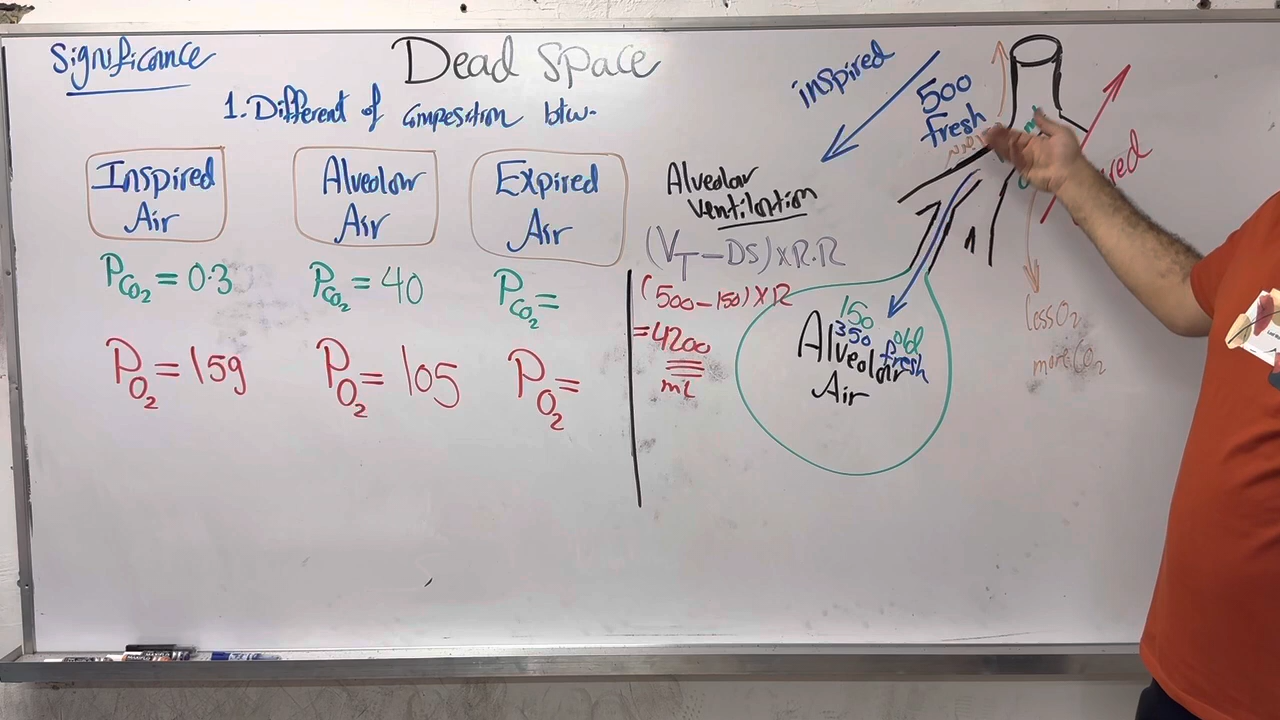 Significance
Dead Space
1. Different of Composition btw.
Inspired
Air
Alveolar
Air
Expired
Air
PCO2 = 0.3
PCO2 = 40
PCO2 =
PO2 = 159
PO2 = 105
PO2 =
Alveolar
Ventilation
(VT - DS) x R.R
(500 - 150) x 12
= 4200
ml
inspired
500
fresh
150 old
350 fresh
Alveolar
Air
less O2
more CO2